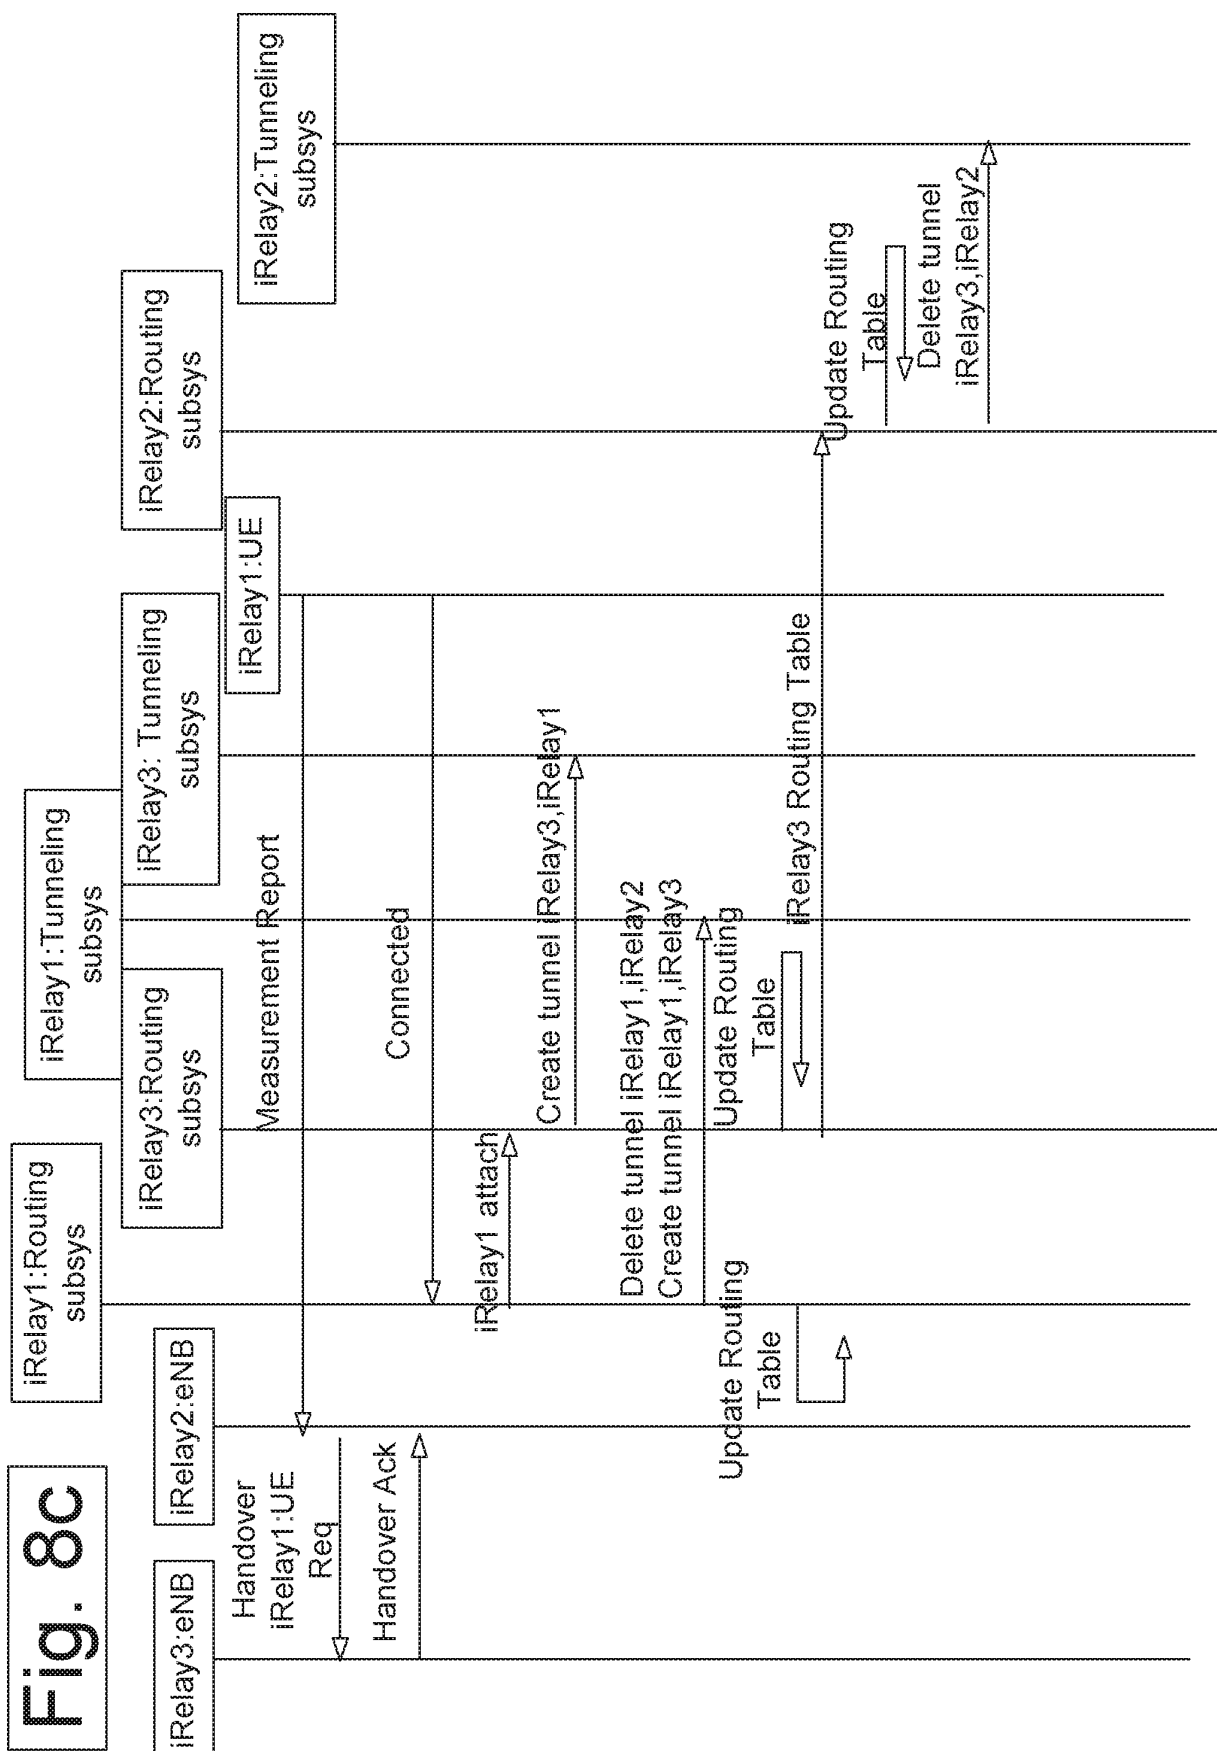 Fig. 8c
iRelay3:eNB
iRelay2:eNB
iRelay1:Routing
subsys
iRelay3:Routing
subsys
iRelay1:Tunneling
subsys
iRelay3: Tunneling
subsys
iRelay1:UE
iRelay2:Routing
subsys
iRelay2:Tunneling
subsys
Measurement Report
Handover
iRelay1:UE
Req
Handover Ack
Connected
iRelay1 attach
Create tunnel iRelay3,iRelay1
Delete tunnel iRelay1,iRelay2
Create tunnel iRelay1,iRelay3
Update Routing
Table
Update Routing
Table
iRelay3 Routing Table
Update Routing
Table
Delete tunnel
iRelay3,iRelay2